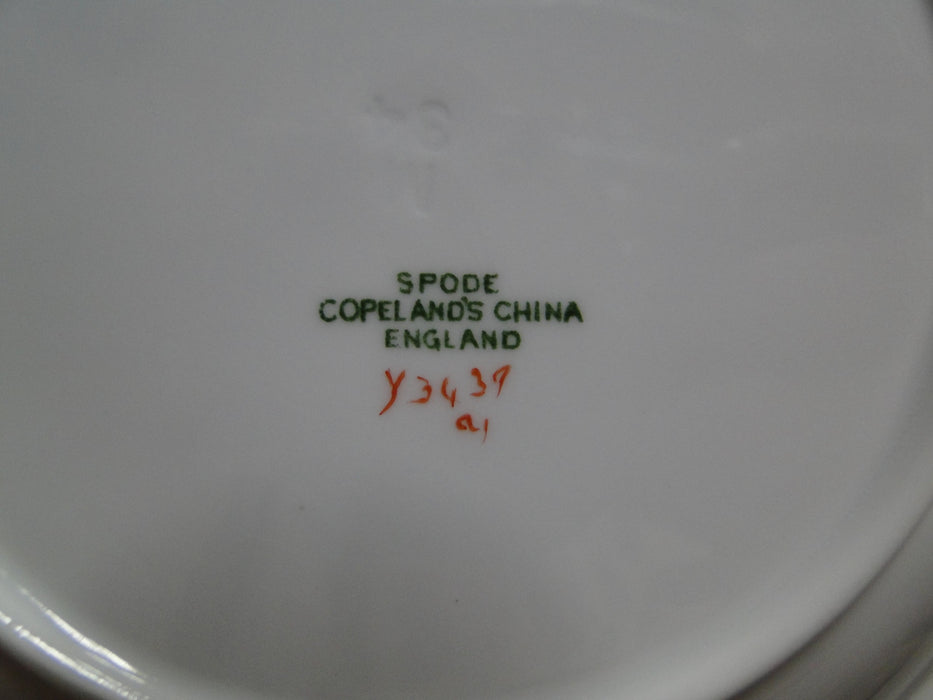 S
SPODE
COPELAND'S CHINA
ENGLAND
Y3439
a,